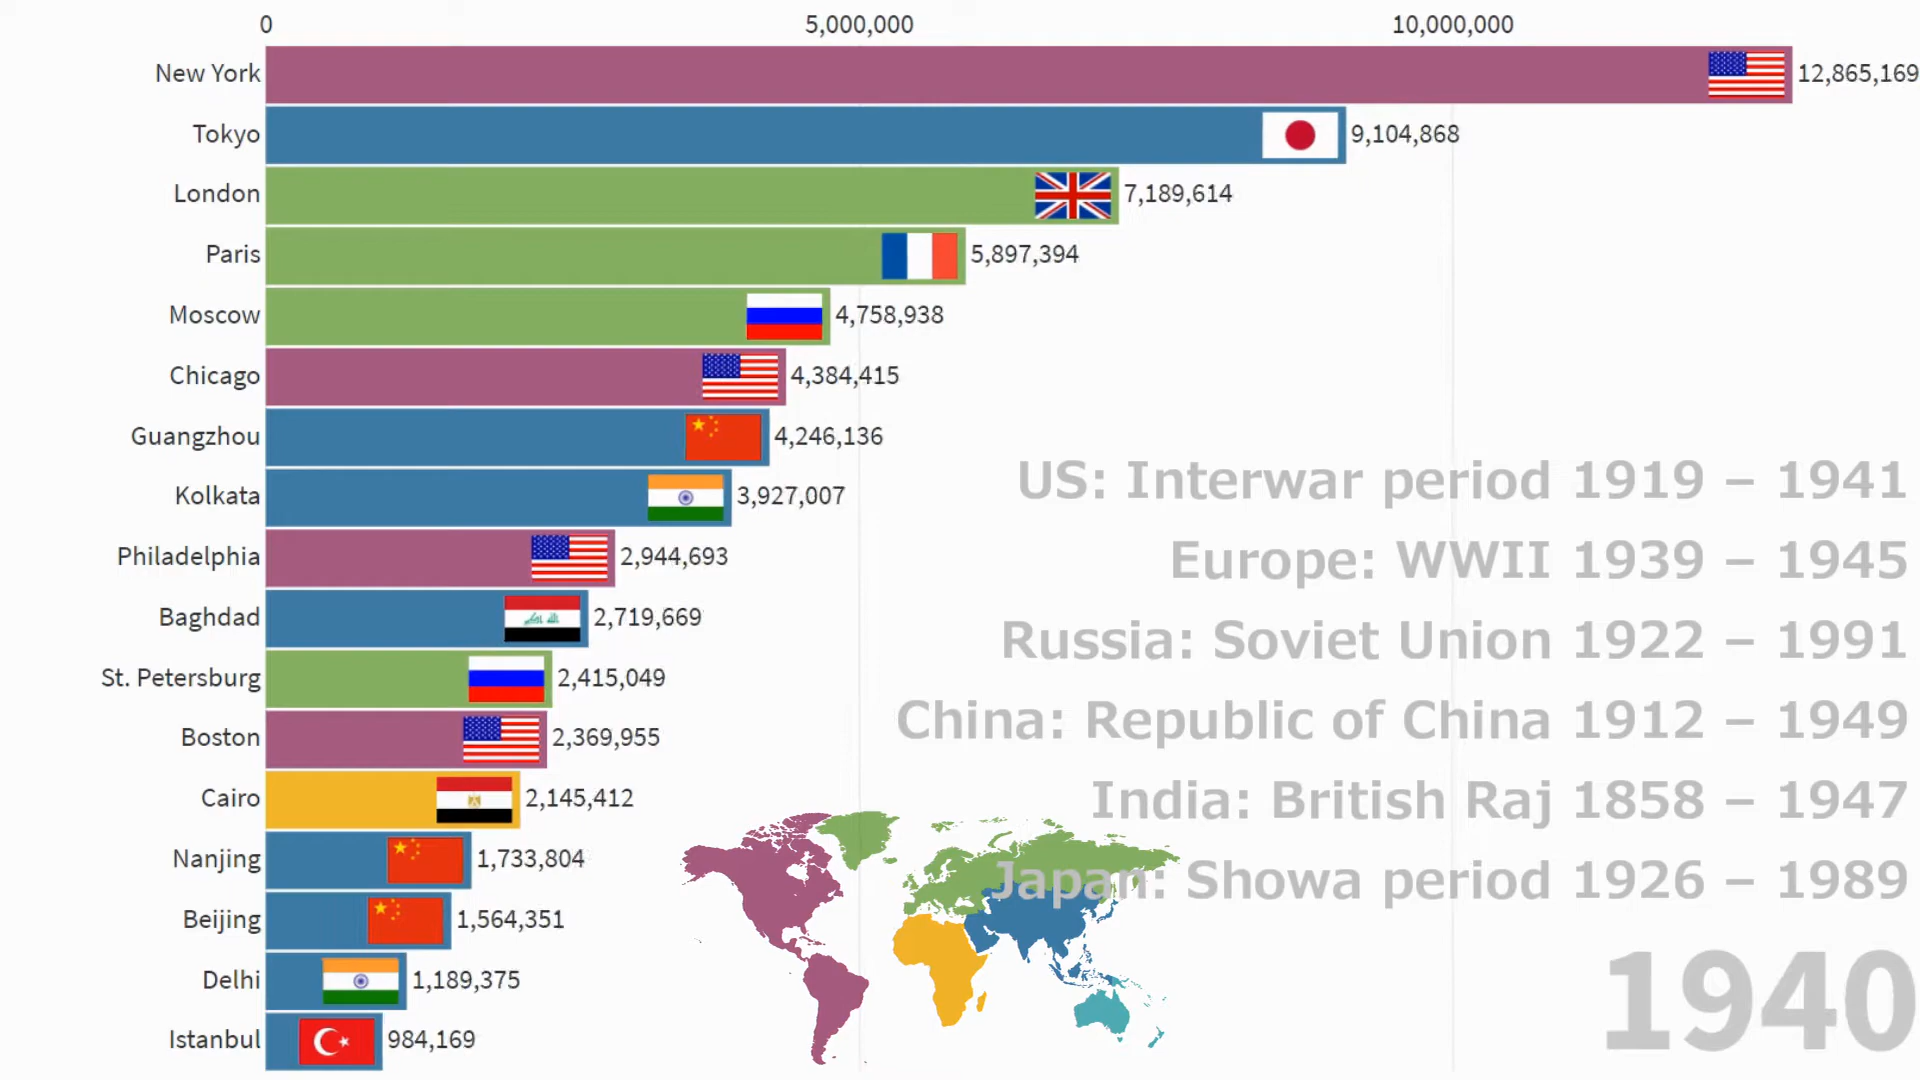 0 5,000,000 10,000,000
New York 12,865,169
Tokyo 9,104,868
London 7,189,614
Paris 5,897,394
Moscow 4,758,938
Chicago 4,384,415
Guangzhou 4,246,136
Kolkata 3,927,007
Philadelphia 2,944,693
Baghdad 2,719,669
St. Petersburg 2,415,049
Boston 2,369,955
Cairo 2,145,412
Nanjing 1,733,804
Beijing 1,564,351
Delhi 1,189,375
Istanbul 984,169
US: Interwar period 1919 – 1941
Europe: WWII 1939 – 1945
Russia: Soviet Union 1922 – 1991
China: Republic of China 1912 – 1949
India: British Raj 1858 – 1947
Japan: Showa period 1926 – 1989
1940